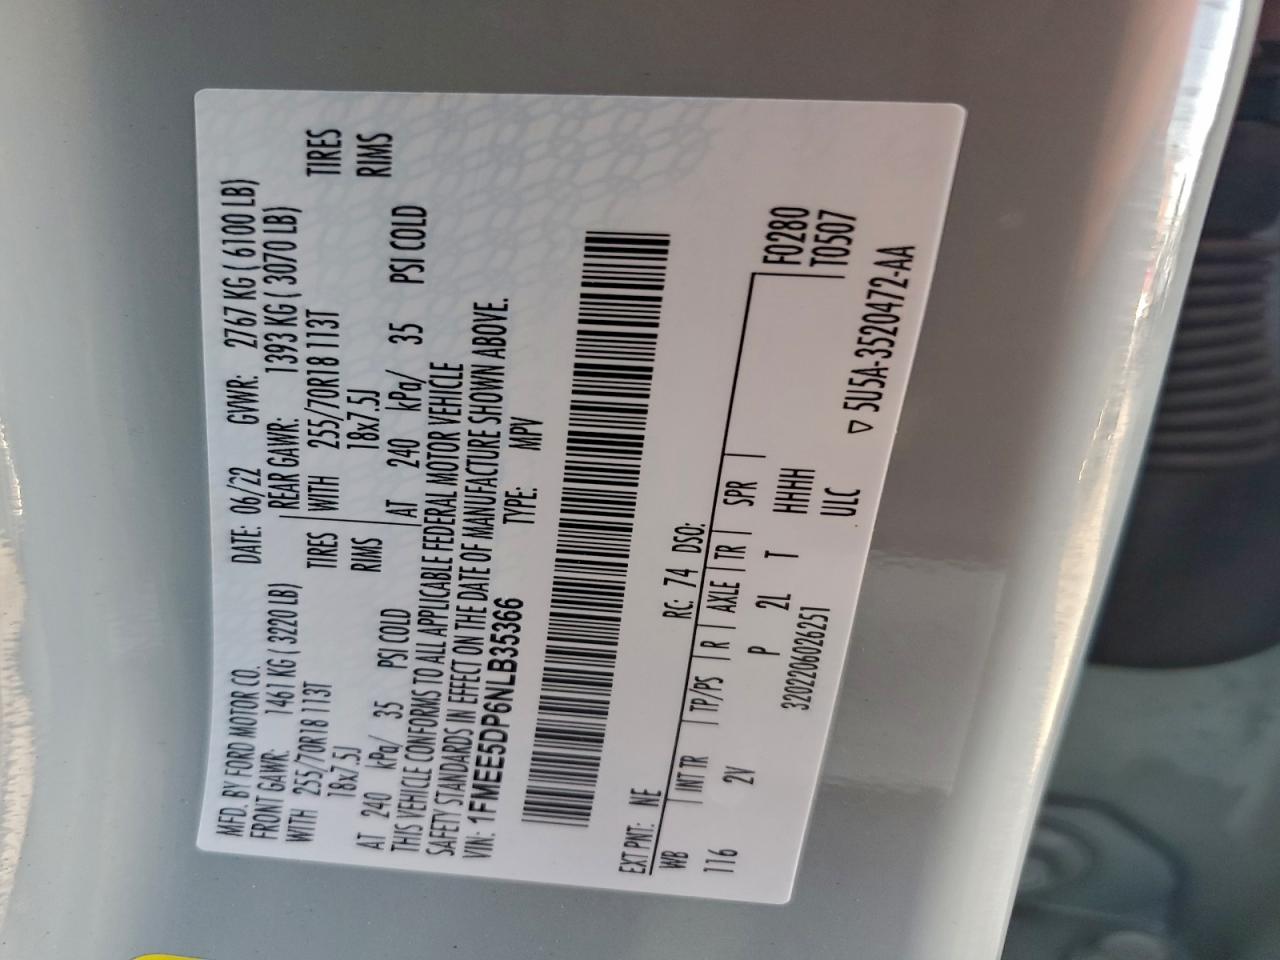 MFD. BY FORD MOTOR CO. DATE: 06/22 GVWR: 2767 KG ( 6100 LB)
FRONT GAWR: 1461 KG ( 3220 LB) REAR GAWR: 1393 KG ( 3070 LB)
WITH 255/70R18 113T TIRES WITH 255/70R18 113T TIRES
18x7.5J RIMS 18x7.5J RIMS
AT 240 kPa/ 35 PSI COLD AT 240 kPa/ 35 PSI COLD
THIS VEHICLE CONFORMS TO ALL APPLICABLE FEDERAL MOTOR VEHICLE
SAFETY STANDARDS IN EFFECT ON THE DATE OF MANUFACTURE SHOWN ABOVE.
VIN: 1FMEE5DP6NLB35366 TYPE: MPV
EXT PNT: NE RC: 74 DSO:
WB INT TR TP/PS R AXLE TR SPR F0280
116 2V P 2L T HHHH T0507
3202206026251 ULC
▽ 5U5A-3520472-AA